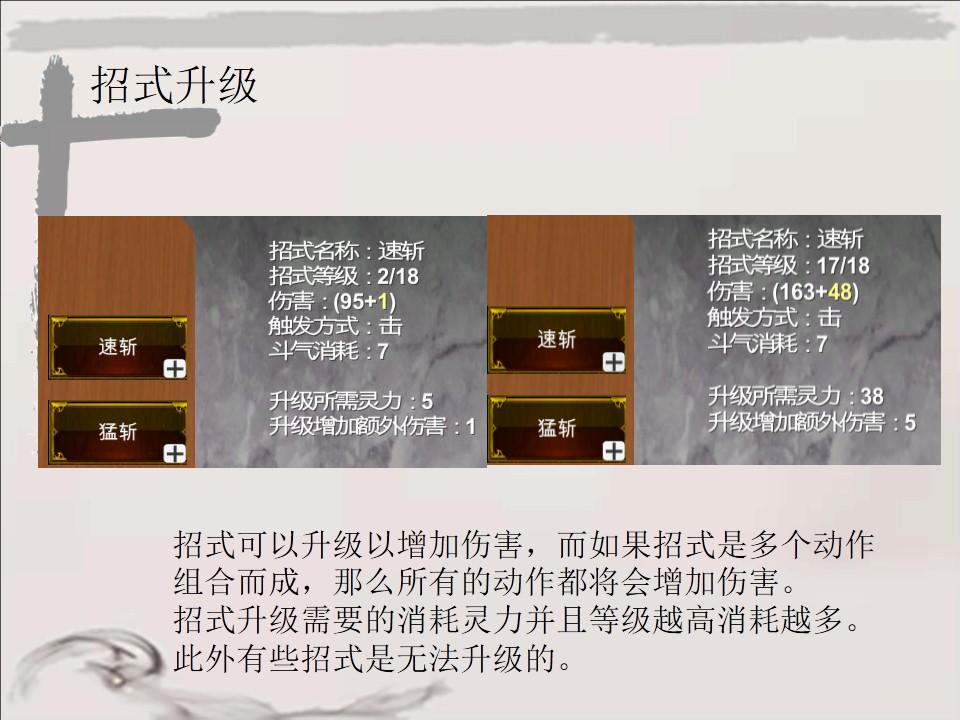 招式升级
招式名称：速斩
招式等级：2/18
伤害：(95+1)
触发方式：击
斗气消耗：7
升级所需灵力：5
升级增加额外伤害：1
速斩
猛斩
招式名称：速斩
招式等级：17/18
伤害：(163+48)
触发方式：击
斗气消耗：7
升级所需灵力：38
升级增加额外伤害：5
速斩
猛斩
招式可以升级以增加伤害，而如果招式是多个动作
组合而成，那么所有的动作都将会增加伤害。
招式升级需要的消耗灵力并且等级越高消耗越多。
此外有些招式是无法升级的。